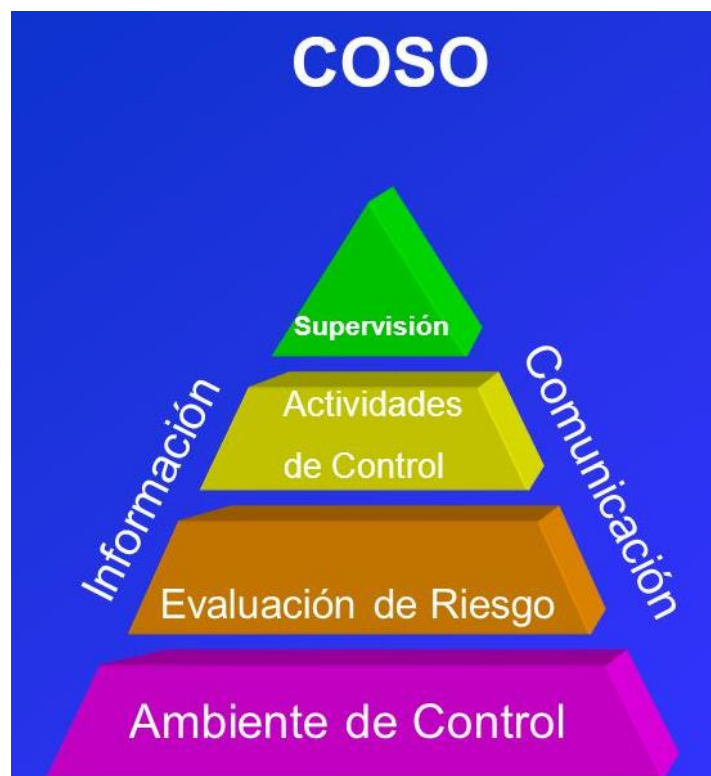 COSO
Supervisión
Actividades
de Control
Información
Comunicación
Evaluación de Riesgo
Ambiente de Control